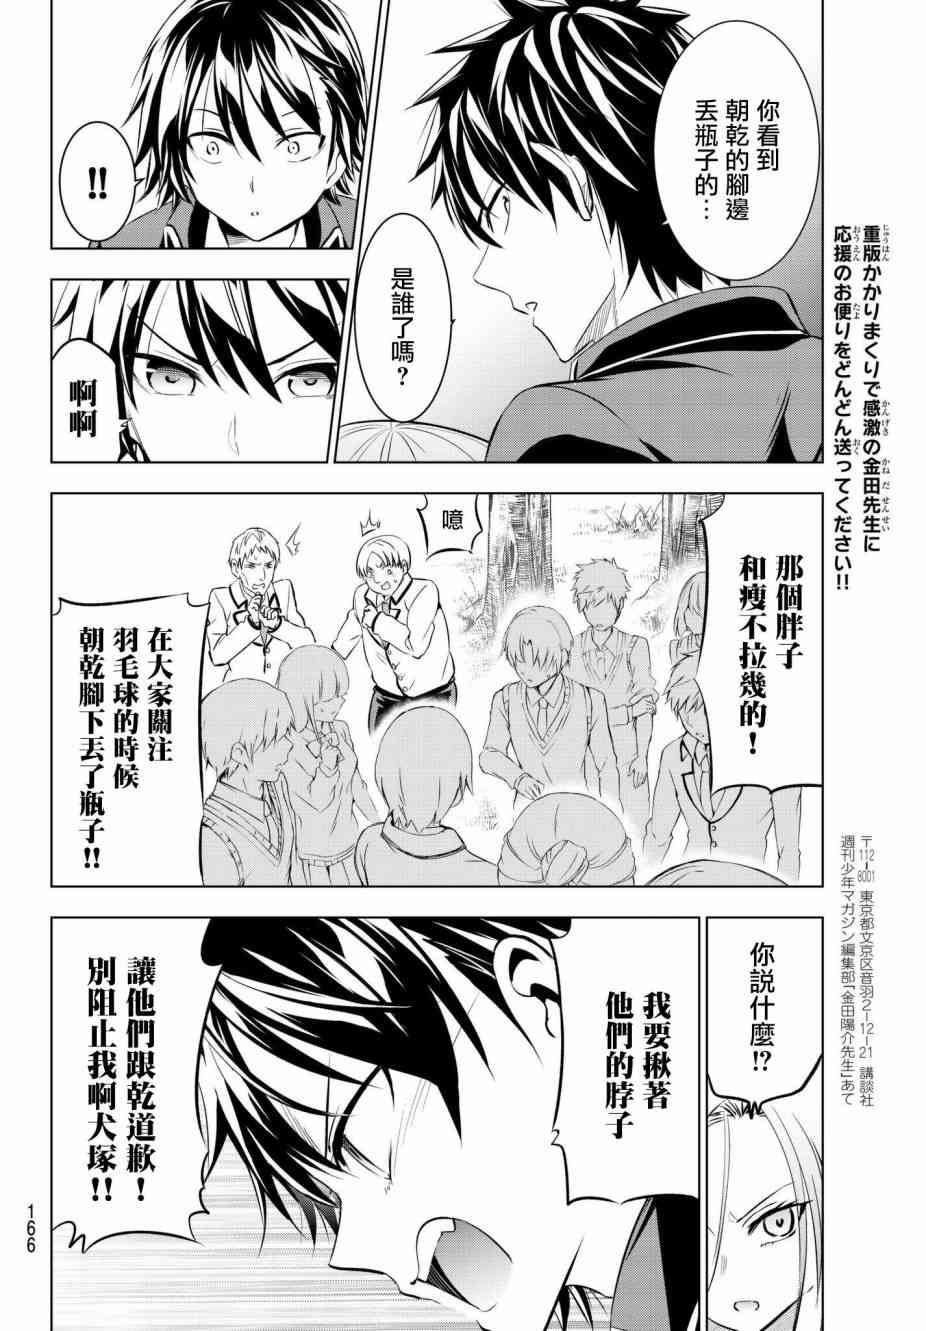 你看到
朝乾的腳邊
丟瓶子的…
是誰了嗎?
!!
啊
啊
那個胖子
和瘦不拉幾的!
噫
在大家關注
羽毛球的時候
朝乾腳下丟了瓶子!!
你說什麼!?
我要揪著
他們的脖子
讓他們跟乾道歉!
別阻止我啊犬塚!!
重版かかりまくりで感激の金田先生に
応援のお便りをどんどん送ってください!!
〒112-8001 東京都文京区音羽2-12-21 講談社
週刊少年マガジン編集部「金田陽介先生」あて
166